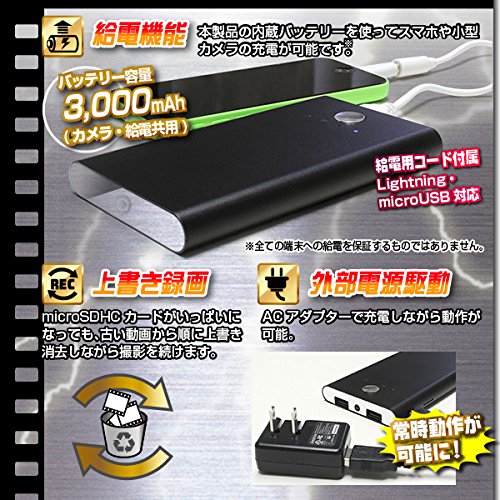 給電機能
本製品の内蔵バッテリーを使ってスマホや小型
カメラの充電が可能です。※
バッテリー容量
3,000mAh
(カメラ・給電共用)
給電用コード付属
Lightning・
microUSB 対応
※全ての端末への給電を保証するものではありません。
REC
上書き録画
microSDHC カードがいっぱいに
なっても、古い動画から順に上書き
消去しながら撮影を続けます。
外部電源駆動
AC アダプターで充電しながら動作が
可能。
常時動作が
可能に!